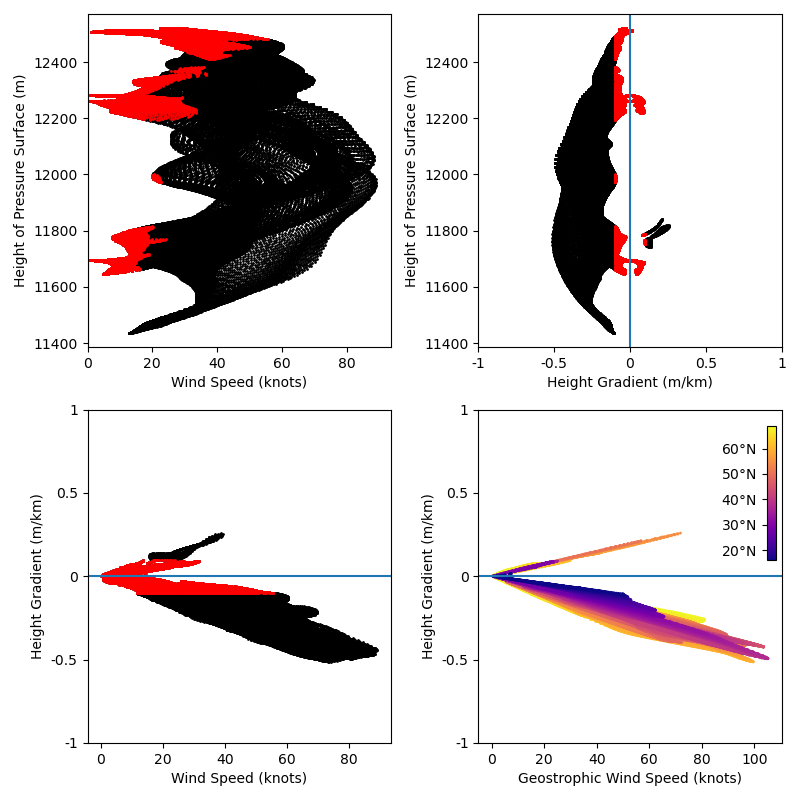 Height of Pressure Surface (m)
12400
12200
12000
11800
11600
11400
0 20 40 60 80
Wind Speed (knots)
Height of Pressure Surface (m)
12400
12200
12000
11800
11600
11400
-1 -0.5 0 0.5 1
Height Gradient (m/km)
Height Gradient (m/km)
1
0.5
0
-0.5
-1
0 20 40 60 80
Wind Speed (knots)
Height Gradient (m/km)
1
0.5
0
-0.5
-1
60°N
50°N
40°N
30°N
20°N
0 20 40 60 80 100
Geostrophic Wind Speed (knots)